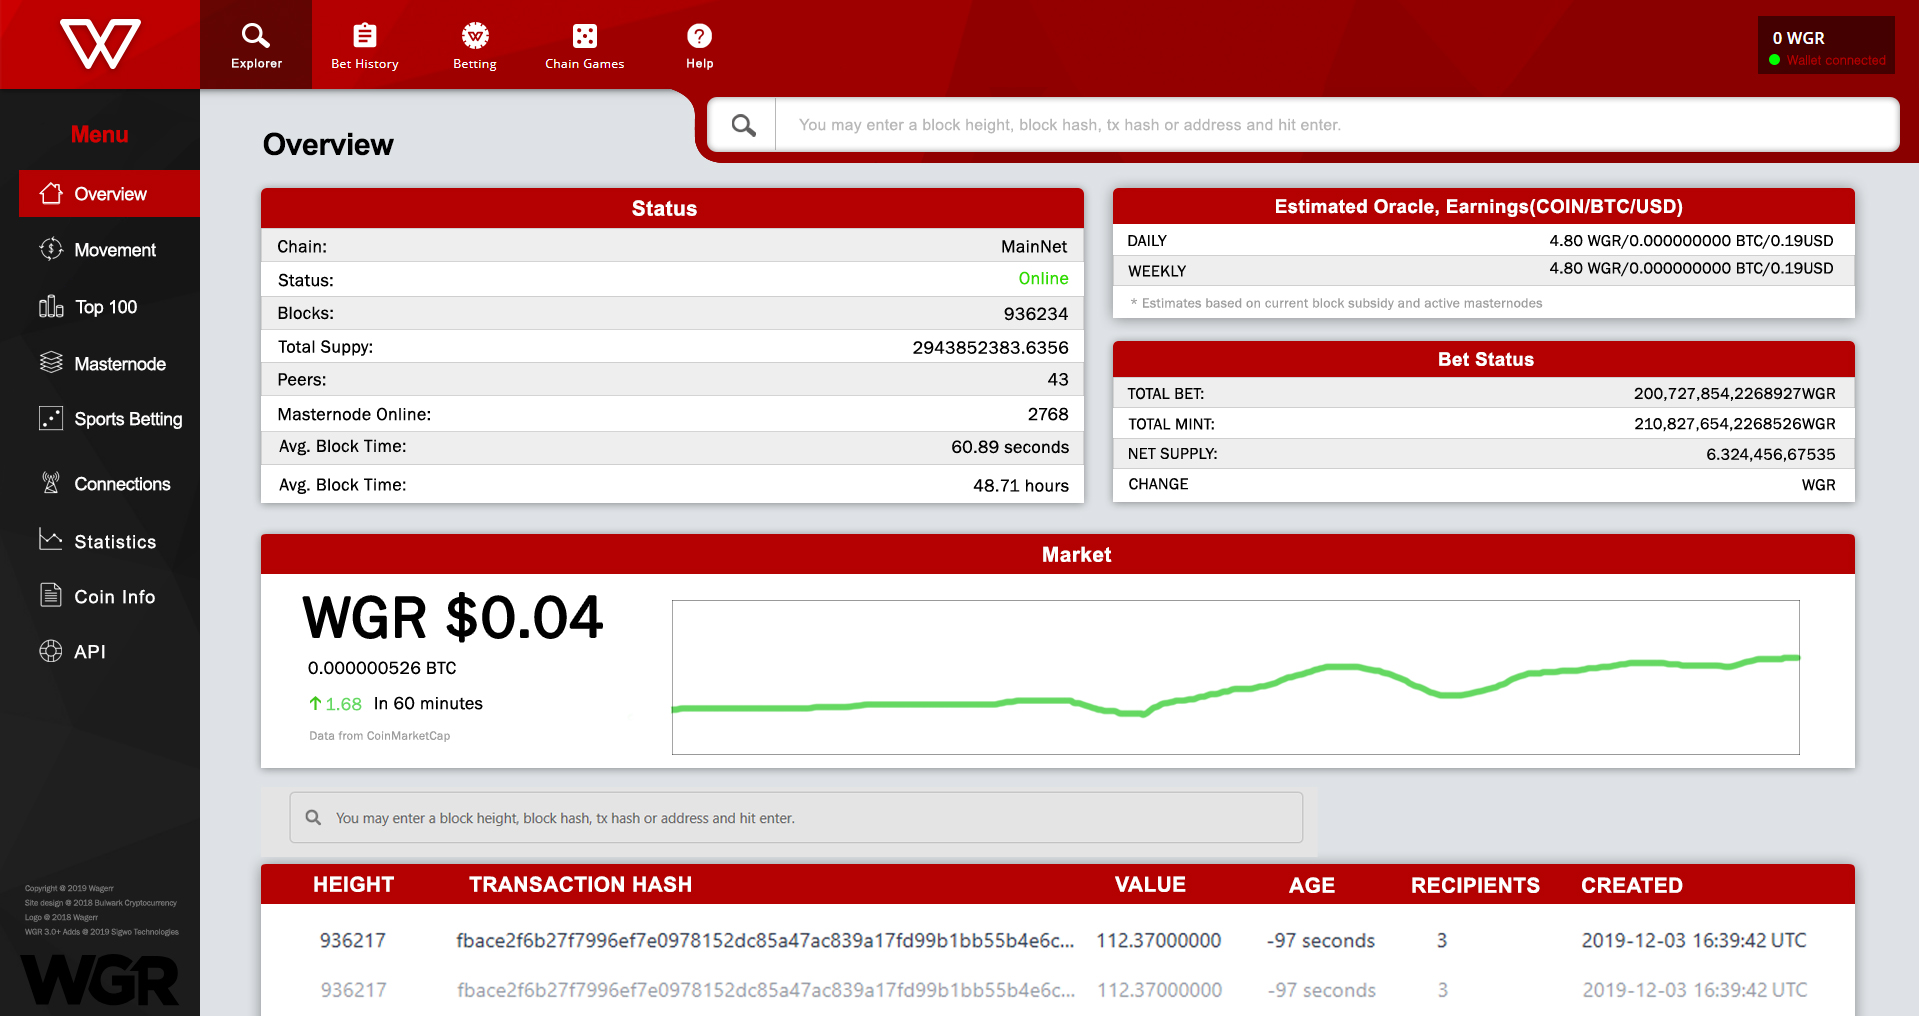 W
Explorer
Bet History
Betting
Chain Games
Help
0 WGR
Wallet connected
Menu
Overview
Movement
Top 100
Masternode
Sports Betting
Connections
Statistics
Coin Info
API
Copyright @ 2019 Wagerr
Site design @ 2018 Bulwark Cryptocurrency
Logo @ 2018 Wagerr
WGR 3.0+ Adds @ 2019 Sigwo Technologies
WGR
Overview
You may enter a block height, block hash, tx hash or address and hit enter.
Status
Chain: MainNet
Status: Online
Blocks: 936234
Total Suppy: 2943852383.6356
Peers: 43
Masternode Online: 2768
Avg. Block Time: 60.89 seconds
Avg. Block Time: 48.71 hours
Estimated Oracle, Earnings(COIN/BTC/USD)
DAILY 4.80 WGR/0.000000000 BTC/0.19USD
WEEKLY 4.80 WGR/0.000000000 BTC/0.19USD
* Estimates based on current block subsidy and active masternodes
Bet Status
TOTAL BET: 200,727,854,2268927WGR
TOTAL MINT: 210,827,654,2268526WGR
NET SUPPLY: 6.324,456,67535
CHANGE WGR
Market
WGR $0.04
0.000000526 BTC
↑1.68 In 60 minutes
Data from CoinMarketCap
You may enter a block height, block hash, tx hash or address and hit enter.
HEIGHT TRANSACTION HASH VALUE AGE RECIPIENTS CREATED
936217 fbace2f6b27f7996ef7e0978152dc85a47ac839a17fd99b1bb55b4e6c... 112.37000000 -97 seconds 3 2019-12-03 16:39:42 UTC
936217 fbace2f6b27f7996ef7e0978152dc85a47ac839a17fd99b1bb55b4e6c... 112.37000000 -97 seconds 3 2019-12-03 16:39:42 UTC